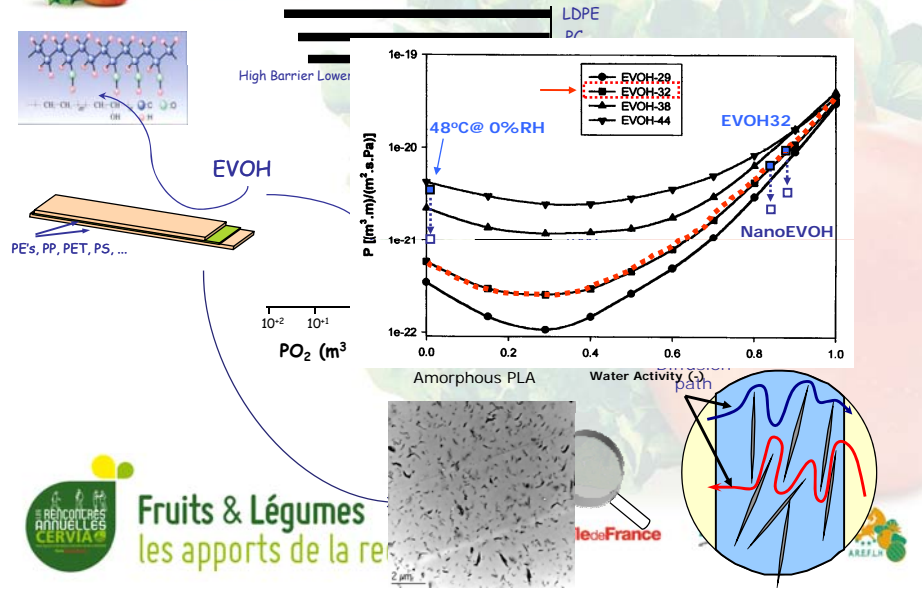 LDPE
PC
High Barrier Lower
EVOH
PE's, PP, PET, PS, ...
1e-19
1e-20
1e-21
1e-22
P [(m³.m)/(m².s.Pa)]
EVOH-29
EVOH-32
EVOH-38
EVOH-44
48ºC@ 0%RH
EVOH32
NanoEVOH
0.0 0.2 0.4 0.6 0.8 1.0
Water Activity (-)
10⁺² 10⁺¹
PO₂ (m³
Amorphous PLA
Diffusion
path
2 µm
RENCONTRES
ANNUELLES
CERVIA
Fruits & Légumes
les apports de la re
îledeFrance
A.R.E.F.L.H